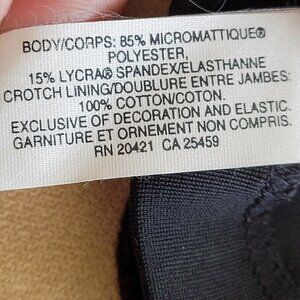 BODY/CORPS: 85% MICROMATTIQUE®
POLYESTER,
15% LYCRA® SPANDEX/ELASTHANNE
CROTCH LINING/DOUBLURE ENTRE JAMBES:
100% COTTON/COTON.
EXCLUSIVE OF DECORATION AND ELASTIC.
GARNITURE ET ORNEMENT NON COMPRIS.
RN 20421 CA 25459